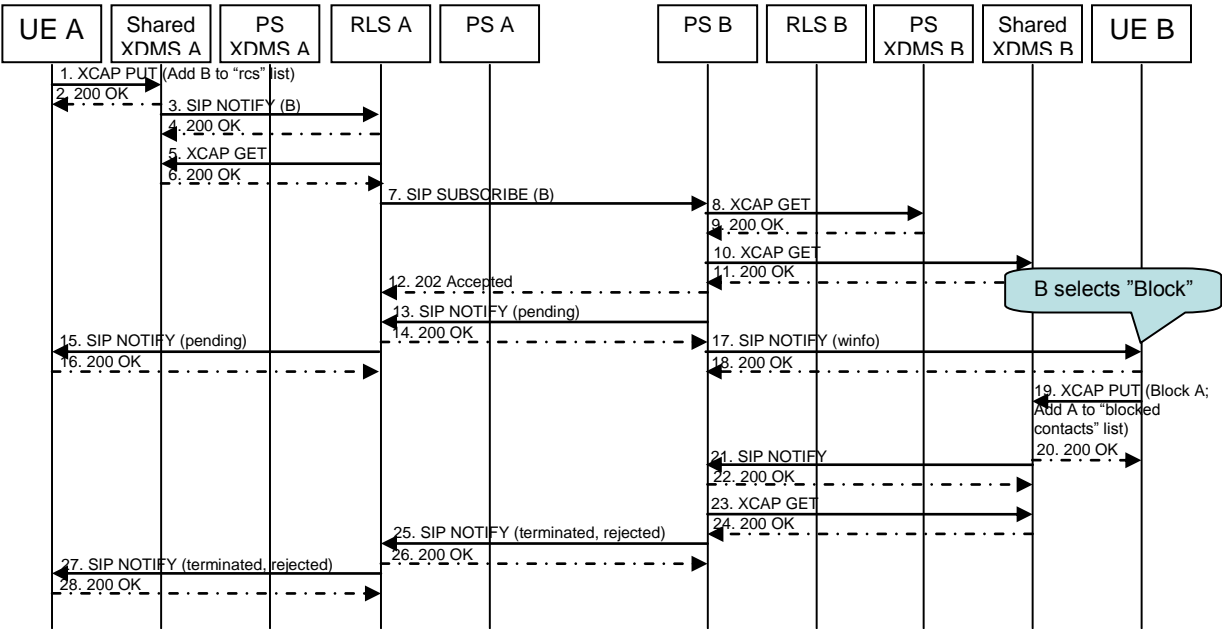 UE A
Shared
XDMS A
PS
XDMS A
RLS A
PS A
PS B
RLS B
PS
XDMS B
Shared
XDMS B
UE B
1. XCAP PUT (Add B to “rcs” list)
2. 200 OK
3. SIP NOTIFY (B)
4. 200 OK
5. XCAP GET
6. 200 OK
7. SIP SUBSCRIBE (B)
8. XCAP GET
9. 200 OK
10. XCAP GET
11. 200 OK
12. 202 Accepted
B selects ”Block”
13. SIP NOTIFY (pending)
14. 200 OK
15. SIP NOTIFY (pending)
16. 200 OK
17. SIP NOTIFY (winfo)
18. 200 OK
19. XCAP PUT (Block A;
Add A to “blocked
contacts” list)
20. 200 OK
21. SIP NOTIFY
22. 200 OK
23. XCAP GET
24. 200 OK
25. SIP NOTIFY (terminated, rejected)
26. 200 OK
27. SIP NOTIFY (terminated, rejected)
28. 200 OK